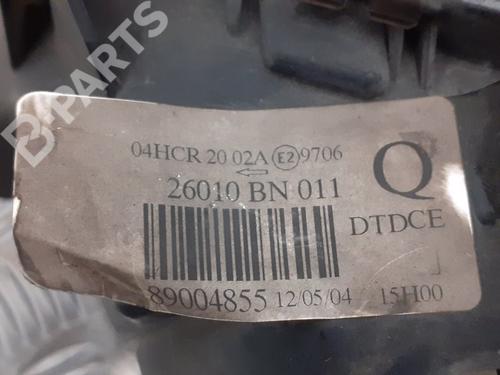 B-PARTS
04HCR 20 02A E2 9706
26010 BN 011
Q
DTDCE
89004855 12/05/04 15H00